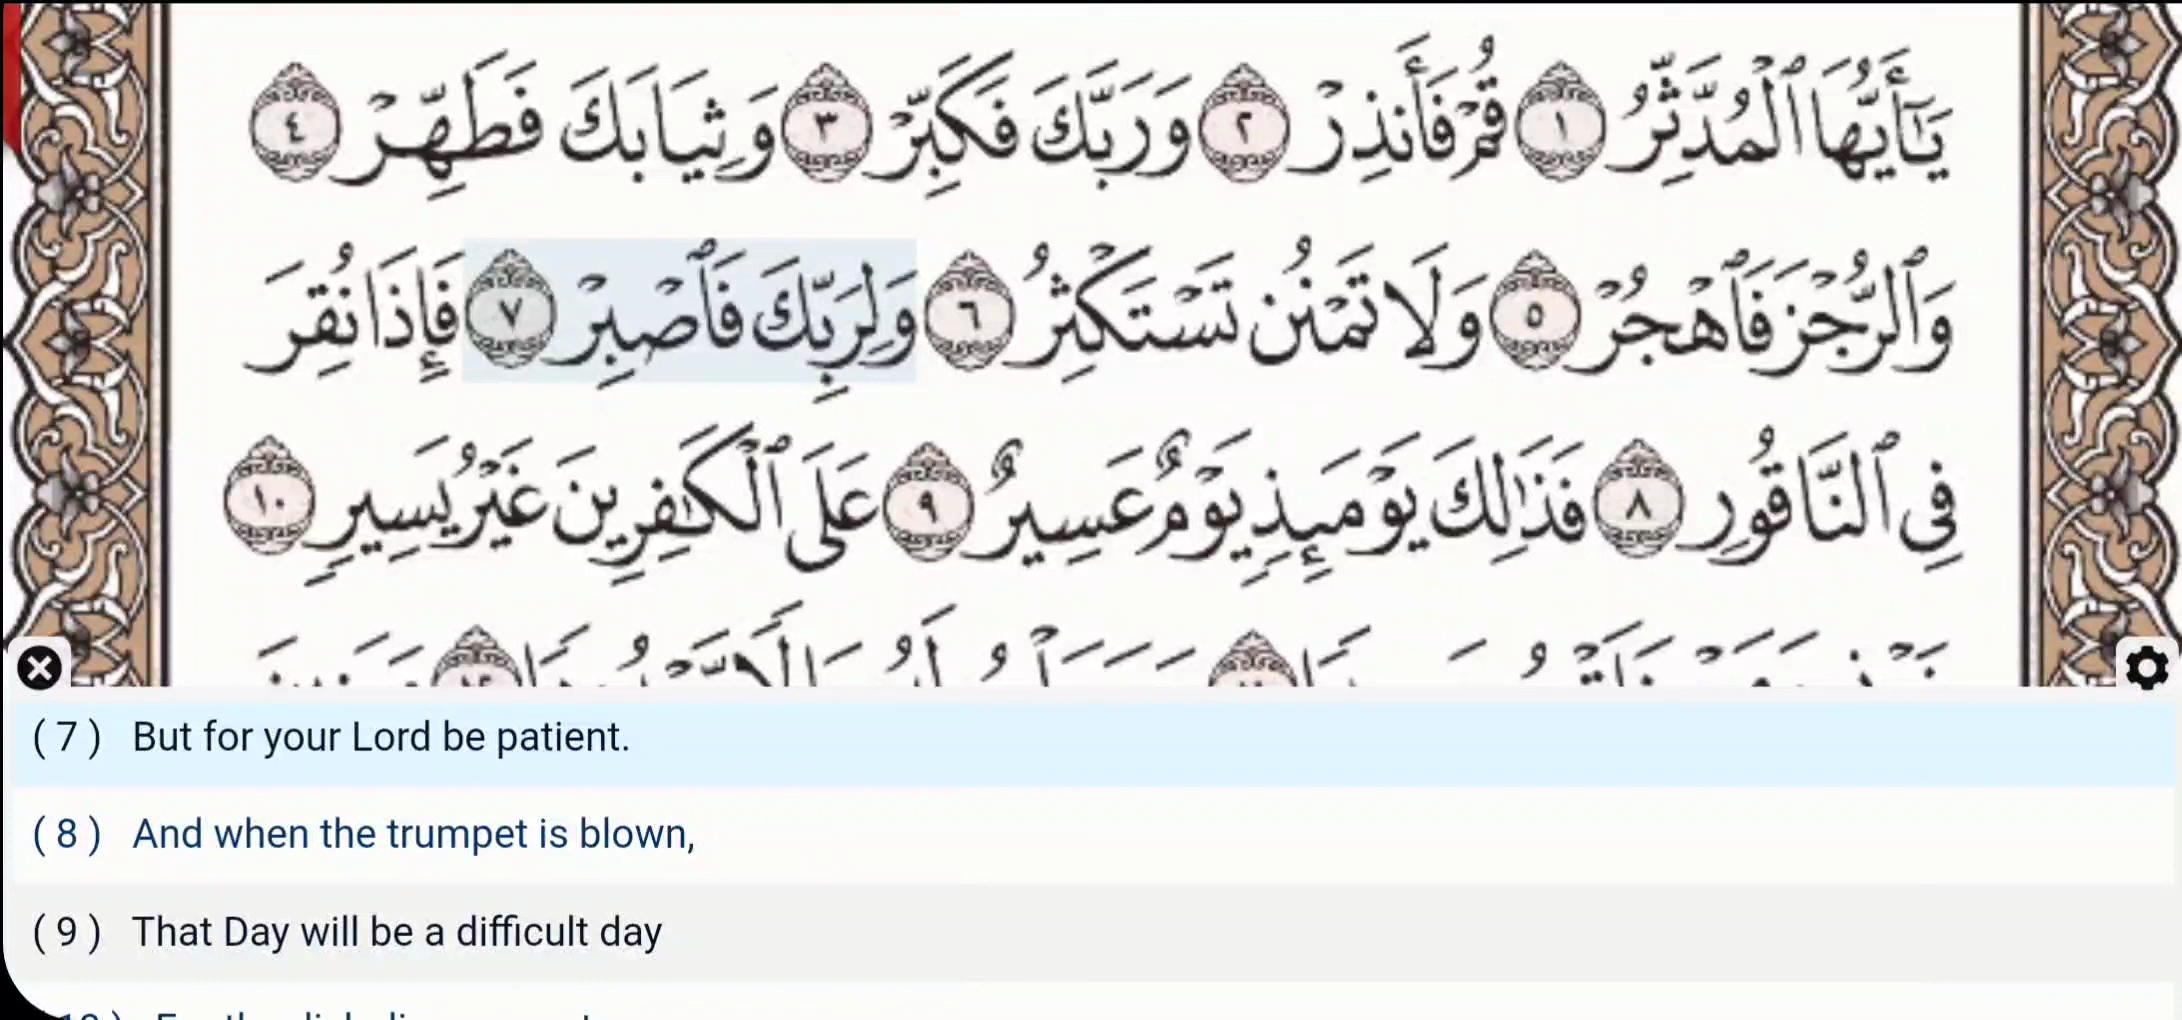 يَٰٓأَيُّهَا ٱلْمُدَّثِّرُ ١ قُمْ فَأَنذِرْ ٢ وَرَبَّكَ فَكَبِّرْ ٣ وَثِيَابَكَ فَطَهِّرْ ٤
وَٱلرُّجْزَ فَٱهْجُرْ ٥ وَلَا تَمْنُن تَسْتَكْثِرُ ٦ وَلِرَبِّكَ فَٱصْبِرْ ٧ فَإِذَا نُقِرَ
فِى ٱلنَّاقُورِ ٨ فَذَٰلِكَ يَوْمَئِذٍ يَوْمٌ عَسِيرٌ ٩ عَلَى ٱلْكَٰفِرِينَ غَيْرُ يَسِيرٍ ١٠
( 7 ) But for your Lord be patient.
( 8 ) And when the trumpet is blown,
( 9 ) That Day will be a difficult day